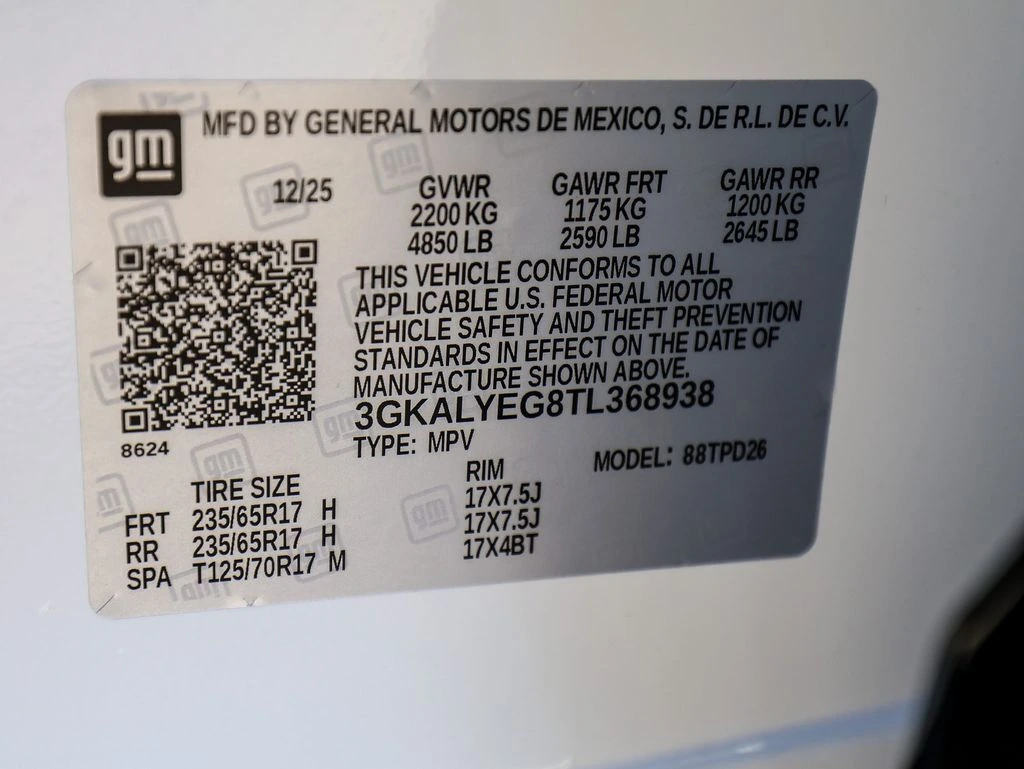 gm MFD BY GENERAL MOTORS DE MEXICO, S. DE R.L. DE C.V.
12/25 GVWR GAWR FRT GAWR RR
2200 KG 1175 KG 1200 KG
4850 LB 2590 LB 2645 LB
THIS VEHICLE CONFORMS TO ALL
APPLICABLE U.S. FEDERAL MOTOR
VEHICLE SAFETY AND THEFT PREVENTION
STANDARDS IN EFFECT ON THE DATE OF
MANUFACTURE SHOWN ABOVE.
3GKALYEG8TL368938
8624 TYPE: MPV MODEL: 88TPD26
TIRE SIZE RIM
FRT 235/65R17 H 17X7.5J
RR 235/65R17 H 17X7.5J
SPA T125/70R17 M 17X4BT